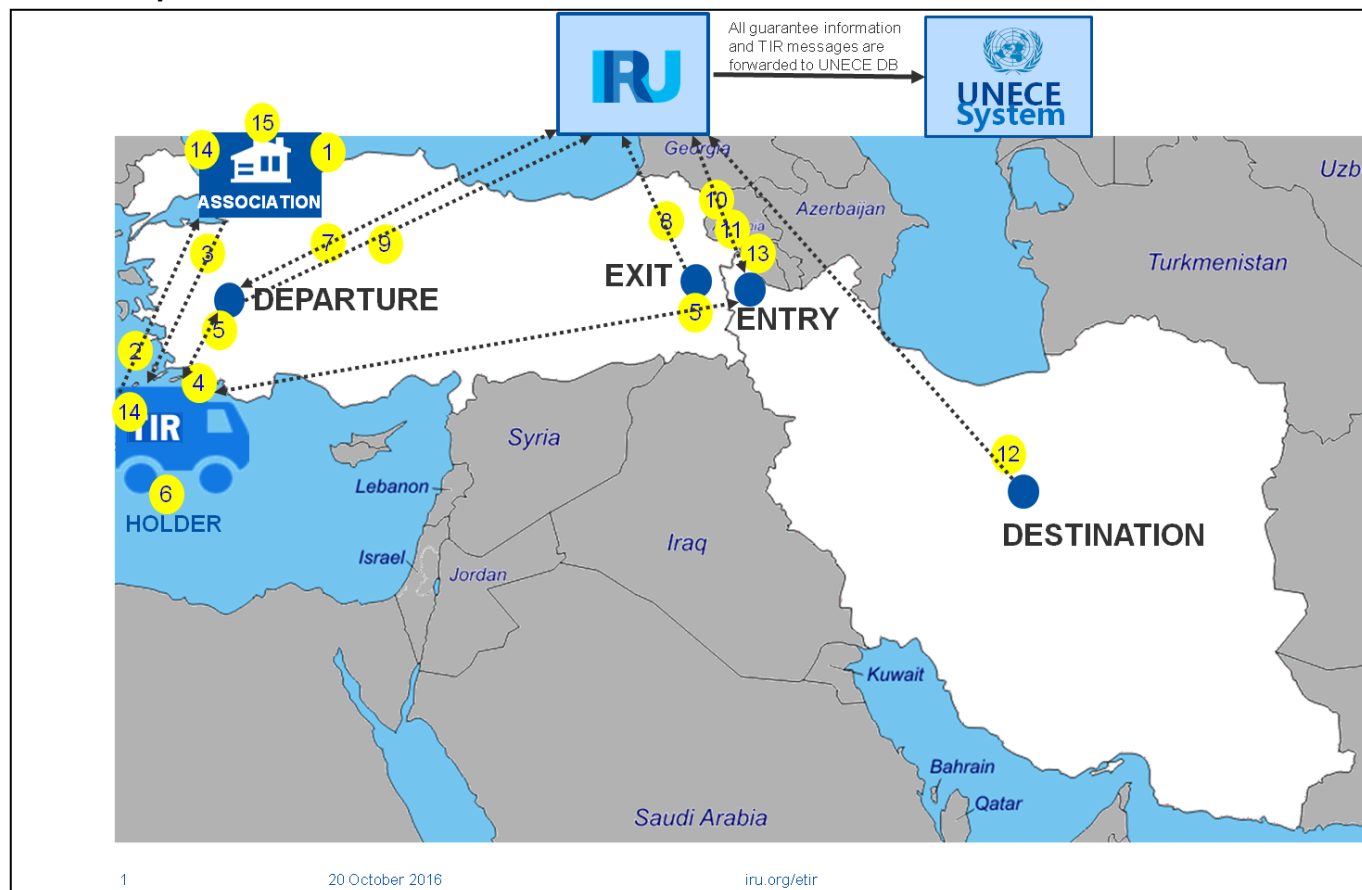 All guarantee information
and TIR messages are
forwarded to UNECE DB
IRU
UNECE
System
15
14
1
ASSOCIATION
Georgia
Uzb
10
Azerbaijan
3
7
9
8
11
13
Turkmenistan
EXIT
DEPARTURE
5
5
ENTRY
2
4
14
TIR
Syria
12
6
Lebanon
HOLDER
DESTINATION
Iraq
Israel
Jordan
Kuwait
Bahrain
Qatar
Saudi Arabia
1
20 October 2016
iru.org/etir